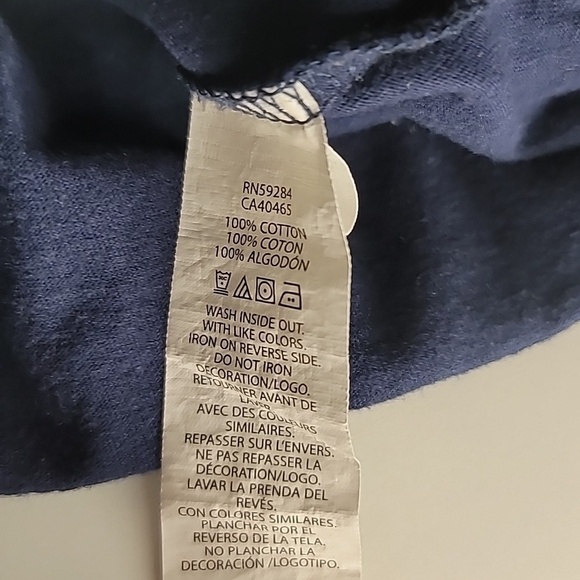 RN59284
CA40465
100% COTTON
100% COTON
100% ALGODÓN
WASH INSIDE OUT.
WITH LIKE COLORS.
IRON ON REVERSE SIDE.
DO NOT IRON
DECORATION/LOGO.
RETOURNER AVANT DE
LAVER
AVEC DES COULEURS
SIMILAIRES.
REPASSER SUR L'ENVERS.
NE PAS REPASSER LA
DÉCORATION/LOGO.
LAVAR LA PRENDA DEL
REVÉS.
CON COLORES SIMILARES.
PLANCHAR POR EL
REVERSO DE LA TELA.
NO PLANCHAR LA
DECORACIÓN/LOGOTIPO.